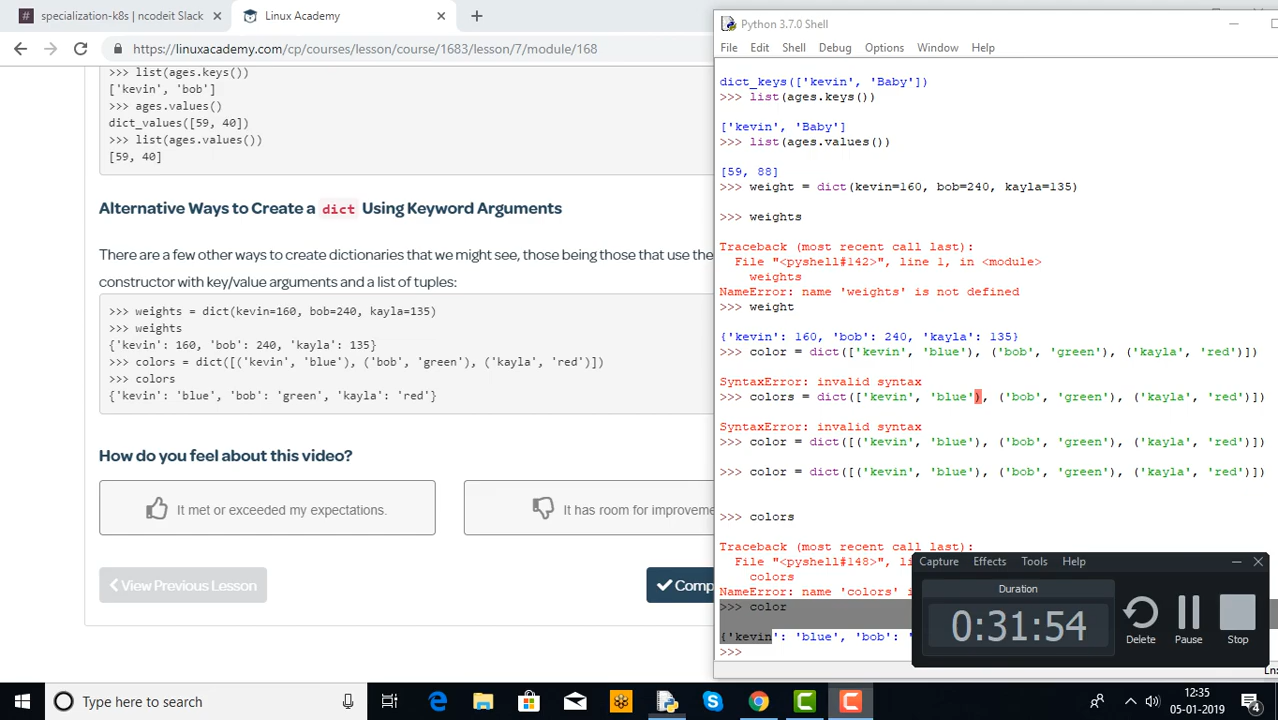 specialization-k8s | ncodeit Slack
Linux Academy
https://linuxacademy.com/cp/courses/lesson/course/1683/lesson/7/module/168
>>> list(ages.keys())
['kevin', 'bob']
>>> ages.values()
dict_values([59, 40])
>>> list(ages.values())
[59, 40]
Alternative Ways to Create a dict Using Keyword Arguments
There are a few other ways to create dictionaries that we might see, those being those that use the
constructor with key/value arguments and a list of tuples:
>>> weights = dict(kevin=160, bob=240, kayla=135)
>>> weights
{'kevin': 160, 'bob': 240, 'kayla': 135}
>>> colors = dict([('kevin', 'blue'), ('bob', 'green'), ('kayla', 'red')])
>>> colors
{'kevin': 'blue', 'bob': 'green', 'kayla': 'red'}
How do you feel about this video?
It met or exceeded my expectations.
It has room for improveme
View Previous Lesson
Comp
Python 3.7.0 Shell
File Edit Shell Debug Options Window Help
dict_keys(['kevin', 'Baby'])
>>> list(ages.keys())
['kevin', 'Baby']
>>> list(ages.values())
[59, 88]
>>> weight = dict(kevin=160, bob=240, kayla=135)
>>> weights
Traceback (most recent call last):
File "<pyshell#142>", line 1, in <module>
weights
NameError: name 'weights' is not defined
>>> weight
{'kevin': 160, 'bob': 240, 'kayla': 135}
>>> color = dict(['kevin', 'blue'), ('bob', 'green'), ('kayla', 'red')])
SyntaxError: invalid syntax
>>> colors = dict(['kevin', 'blue'), ('bob', 'green'), ('kayla', 'red')])
SyntaxError: invalid syntax
>>> color = dict([('kevin', 'blue'), ('bob', 'green'), ('kayla', 'red')])
>>> color = dict([('kevin', 'blue'), ('bob', 'green'), ('kayla', 'red')])
>>> colors
Traceback (most recent call last):
File "<pyshell#148>", li
colors
NameError: name 'colors' i
>>> color
{'kevin': 'blue', 'bob': '
>>>
Ln:
Capture Effects Tools Help
Duration
0:31:54
Delete
Pause
Stop
Type here to search
12:35
05-01-2019
4